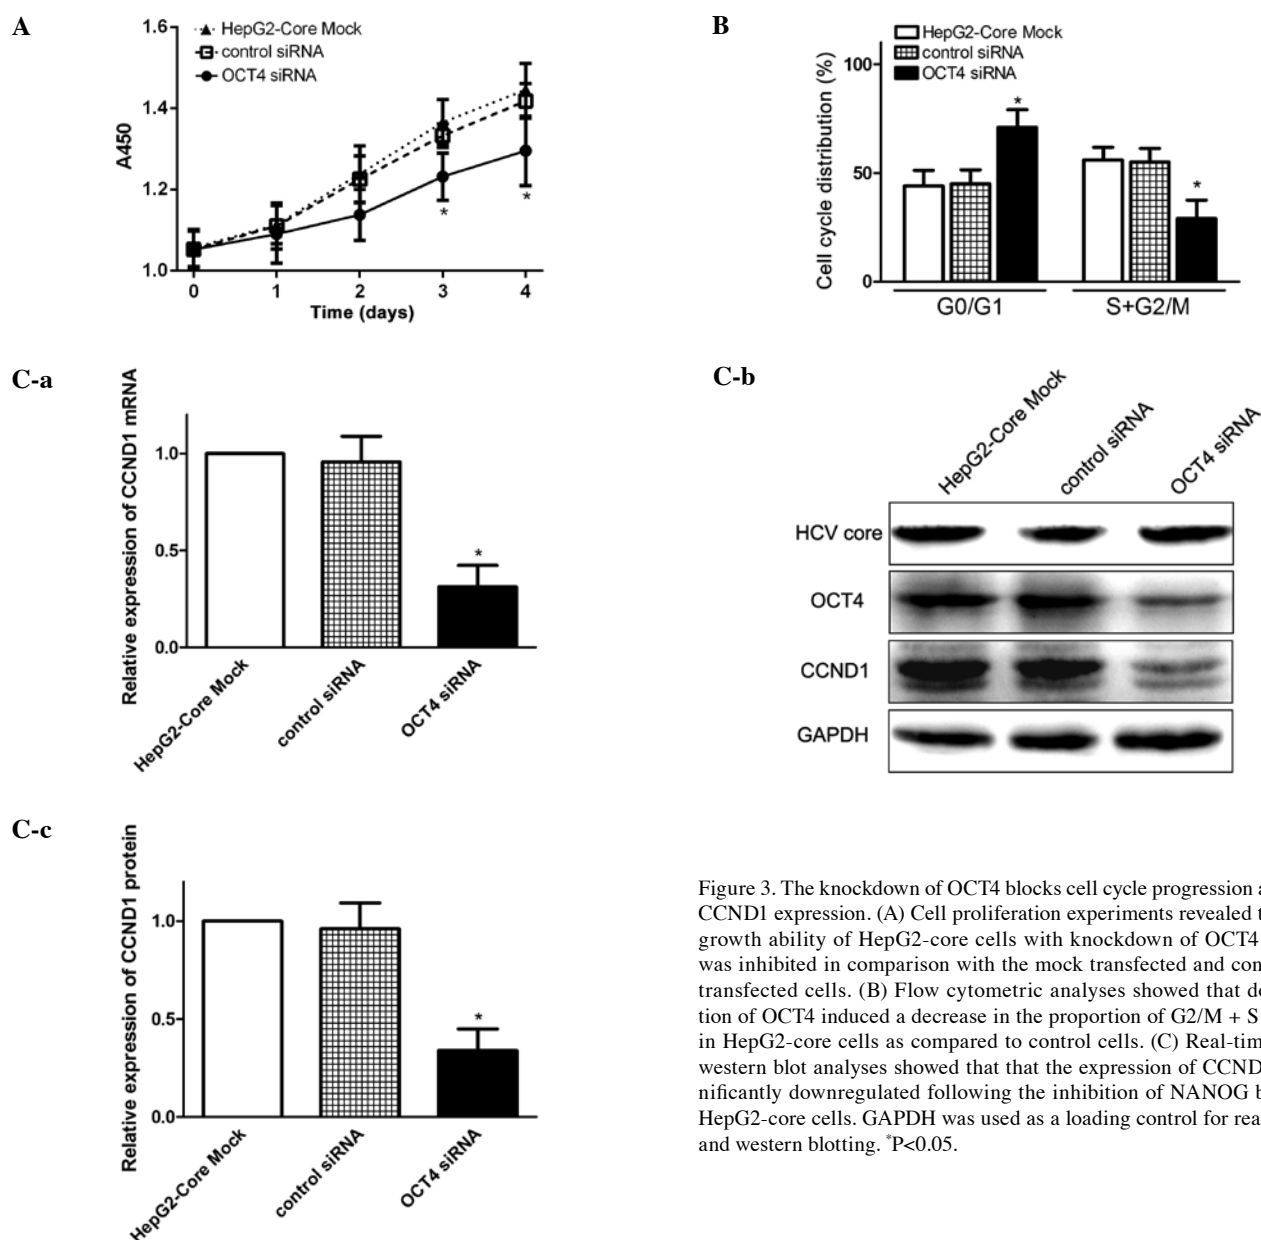 A
1.6
1.4
1.2
1.0
A450
HepG2-Core Mock
control siRNA
OCT4 siRNA
*
*
0 1 2 3 4
Time (days)
B
HepG2-Core Mock
control siRNA
OCT4 siRNA
100
50
0
Cell cycle distribution (%)
*
*
G0/G1 S+G2/M
C-a
Relative expression of CCND1 mRNA
1.0
0.5
0.0
*
HepG2-Core Mock
control siRNA
OCT4 siRNA
C-b
HepG2-Core Mock
control siRNA
OCT4 siRNA
HCV core
OCT4
CCND1
GAPDH
C-c
Relative expression of CCND1 protein
1.0
0.5
0.0
*
HepG2-Core Mock
control siRNA
OCT4 siRNA
Figure 3. The knockdown of OCT4 blocks cell cycle progression a
CCND1 expression. (A) Cell proliferation experiments revealed t
growth ability of HepG2-core cells with knockdown of OCT4
was inhibited in comparison with the mock transfected and con
transfected cells. (B) Flow cytometric analyses showed that de
tion of OCT4 induced a decrease in the proportion of G2/M + S
in HepG2-core cells as compared to control cells. (C) Real-tim
western blot analyses showed that that the expression of CCND
nificantly downregulated following the inhibition of NANOG b
HepG2-core cells. GAPDH was used as a loading control for rea
and western blotting. *P<0.05.